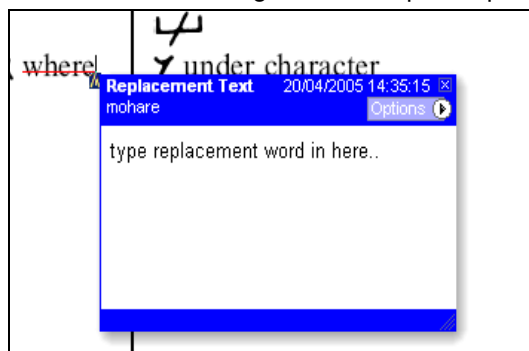 where under character
Replacement Text 20/04/2005 14:35:15
mohare Options
type replacement word in here..